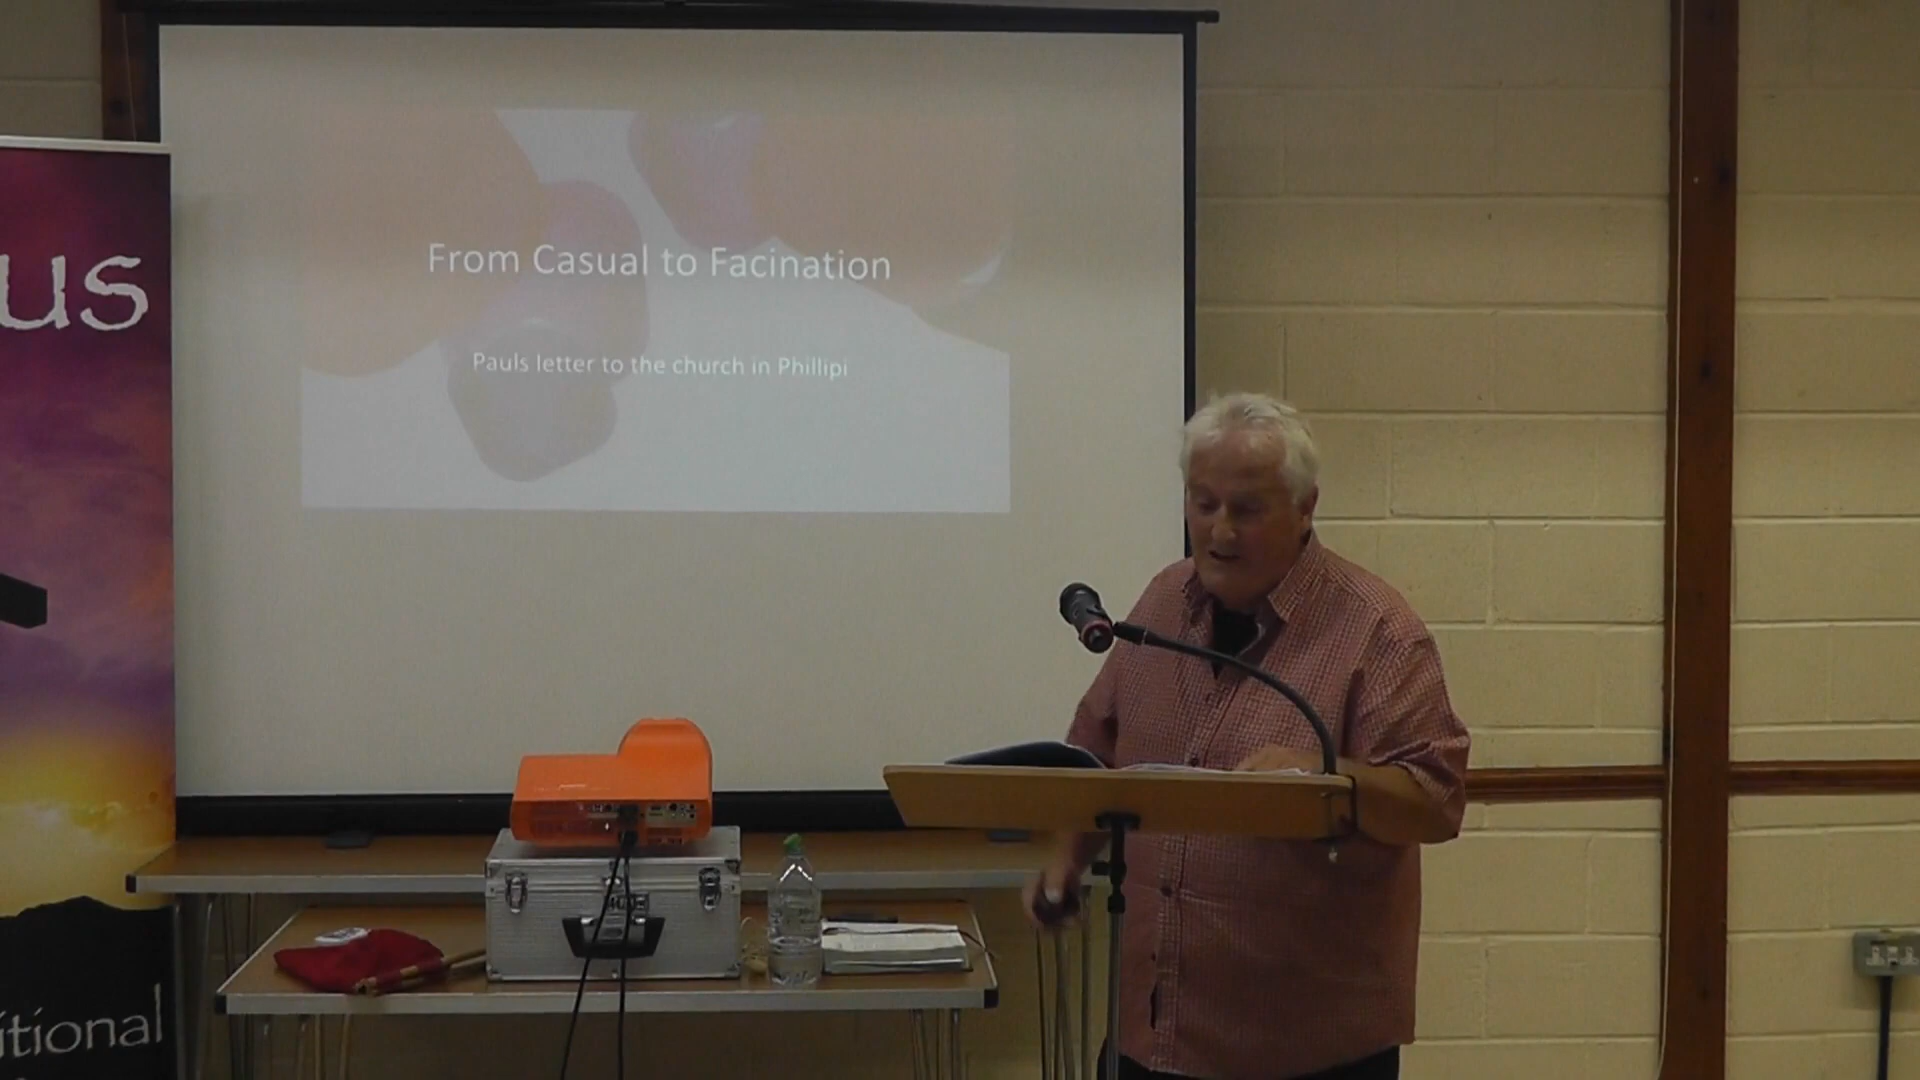 From Casual to Facination
Pauls letter to the church in Phillipi
us
itional